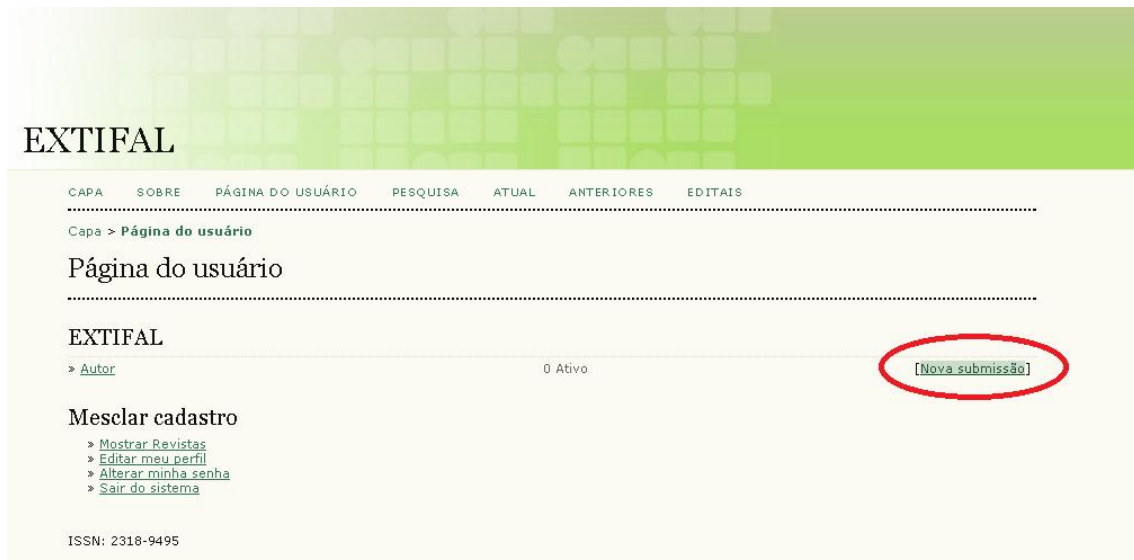 EXTIFAL
CAPA SOBRE PÁGINA DO USUÁRIO PESQUISA ATUAL ANTERIORES EDITAIS
Capa > Página do usuário
Página do usuário
EXTIFAL
» Autor 0 Ativo [Nova submissão]
Mesclar cadastro
» Mostrar Revistas
» Editar meu perfil
» Alterar minha senha
» Sair do sistema
ISSN: 2318-9495